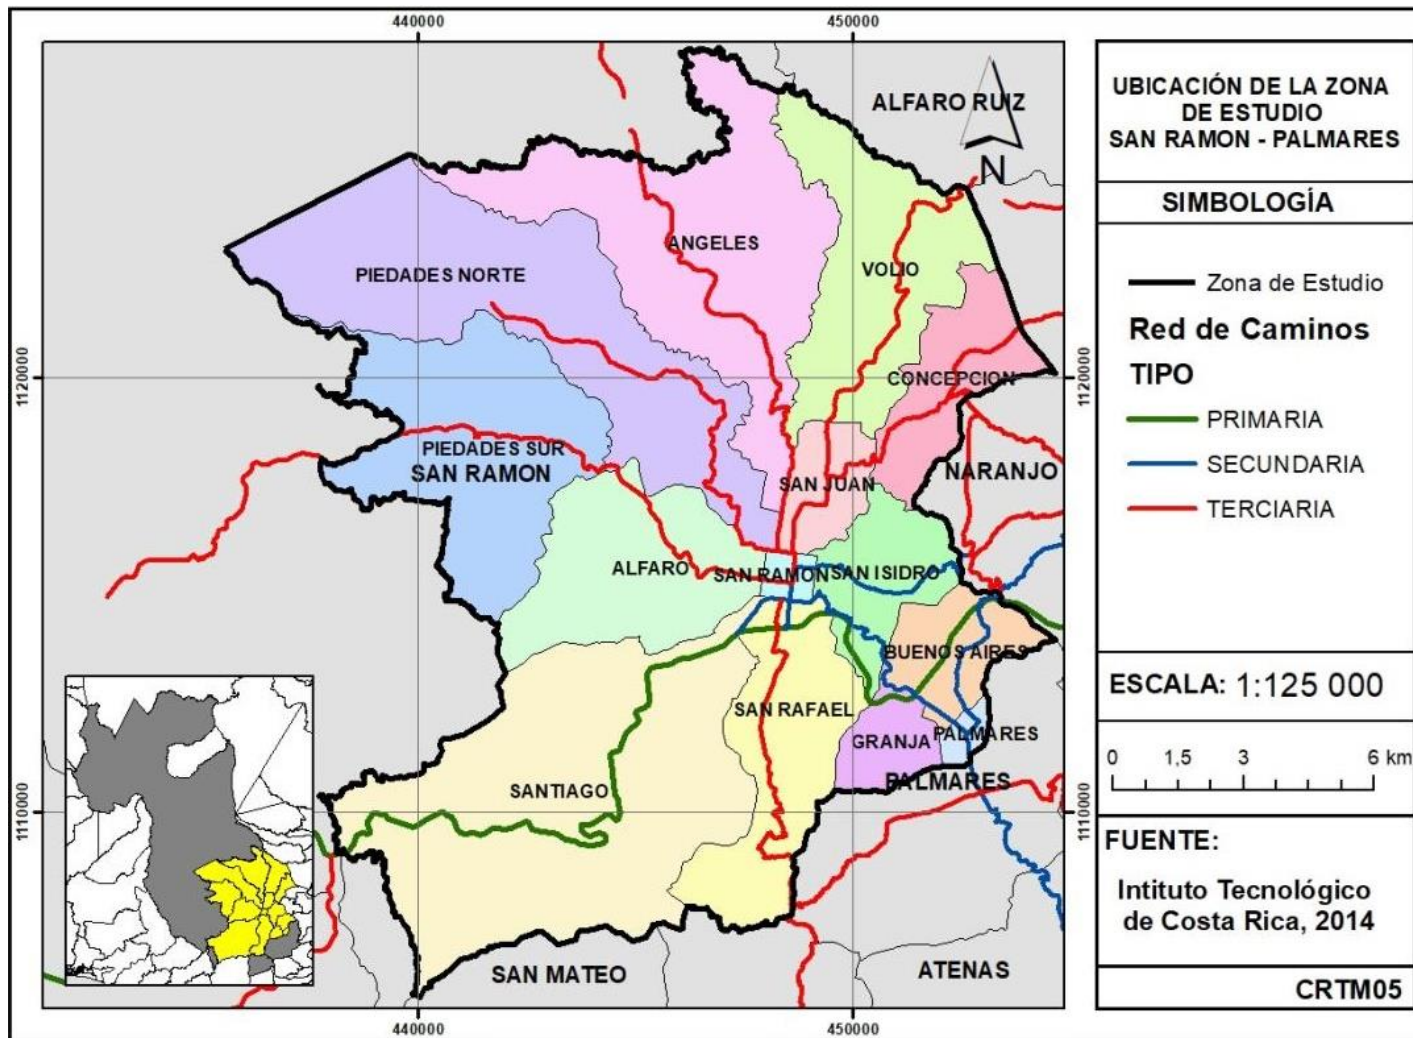 440000
450000
ALFARO RUIZ
N
ANGELES
VOLIO
PIEDADES NORTE
1120000
CONCEPCION
1120000
PIEDADES SUR
SAN RAMON
NARANJO
SAN JUAN
ALFARO
SAN RAMON
SAN ISIDRO
BUENOS AIRES
SAN RAFAEL
GRANJA
PALMARES
PALMARES
SANTIAGO
1110000
1110000
SAN MATEO
ATENAS
440000
450000
UBICACIÓN DE LA ZONA
DE ESTUDIO
SAN RAMON - PALMARES
SIMBOLOGÍA
Zona de Estudio
Red de Caminos
TIPO
PRIMARIA
SECUNDARIA
TERCIARIA
ESCALA: 1:125 000
0 1,5 3 6 km
FUENTE:
Intituto Tecnológico
de Costa Rica, 2014
CRTM05